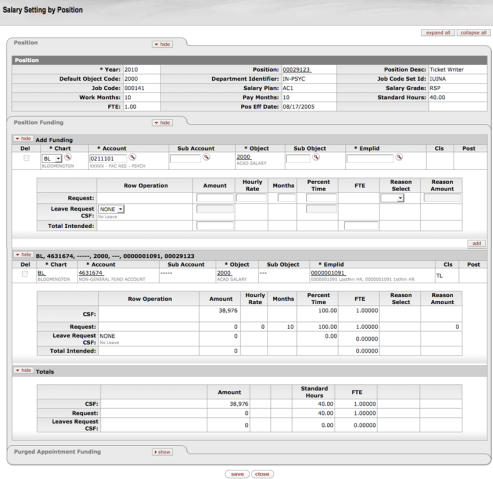 Salary Setting by Position
expand all collapse all
Position hide
Position
* Year: 2010 Position: 00029123 Position Desc: Ticket Writer
Default Object Code: 2000 Department Identifier: IN-PSYC Job Code Set Id: IUINA
Job Code: 000141 Salary Plan: AC1 Salary Grade: RSP
Work Months: 10 Pay Months: 10 Standard Hours: 40.00
FTE: 1.00 Pos Eff Date: 08/17/2005
Position Funding hide
hide Add Funding
Del * Chart * Account Sub Account * Object Sub Object * Emplid Cls Post
BL 0211101 2000
BLOOMINGTON ACAD SALARY
Row Operation Amount Hourly Rate Months Percent Time FTE Reason Select Reason Amount
Request:
Leave Request CSF: NONE
No Leave
Total Intended:
add
hide BL, 4631674, -----, 2000, ---, 0000001091, 00029123
Del * Chart * Account Sub Account * Object Sub Object * Emplid Cls Post
BL 4631674 ----- 2000 --- 0000001091 TL
BLOOMINGTON NON-GENERAL FUND ACCOUNT ACAD SALARY 0000001091 LastNm HR, 0000001091 1stNm HR
Row Operation Amount Hourly Rate Months Percent Time FTE Reason Select Reason Amount
CSF: 38,976 100.00 1.00000
Request: 0 0 10 100.00 1.00000 0
Leave Request CSF: NONE 0 0.00 0.00000
No Leave
Total Intended: 0 0.00000
hide Totals
Amount Standard Hours FTE
CSF: 38,976 40.00 1.00000
Request: 0 40.00 1.00000
Leaves Request CSF: 0 0.00 0.00000
Purged Appointment Funding show
save close